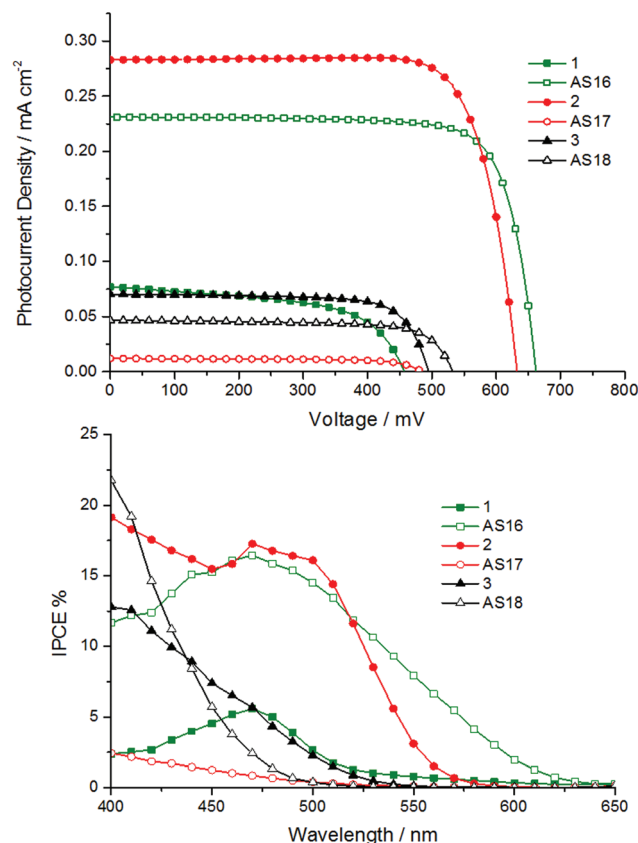 0.30
0.25
0.20
0.15
0.10
0.05
0.00
Photocurrent Density / mA cm⁻²
1
AS16
2
AS17
3
AS18
0 100 200 300 400 500 600 700 800
Voltage / mV
25
20
15
10
5
0
IPCE %
1
AS16
2
AS17
3
AS18
400 450 500 550 600 650
Wavelength / nm